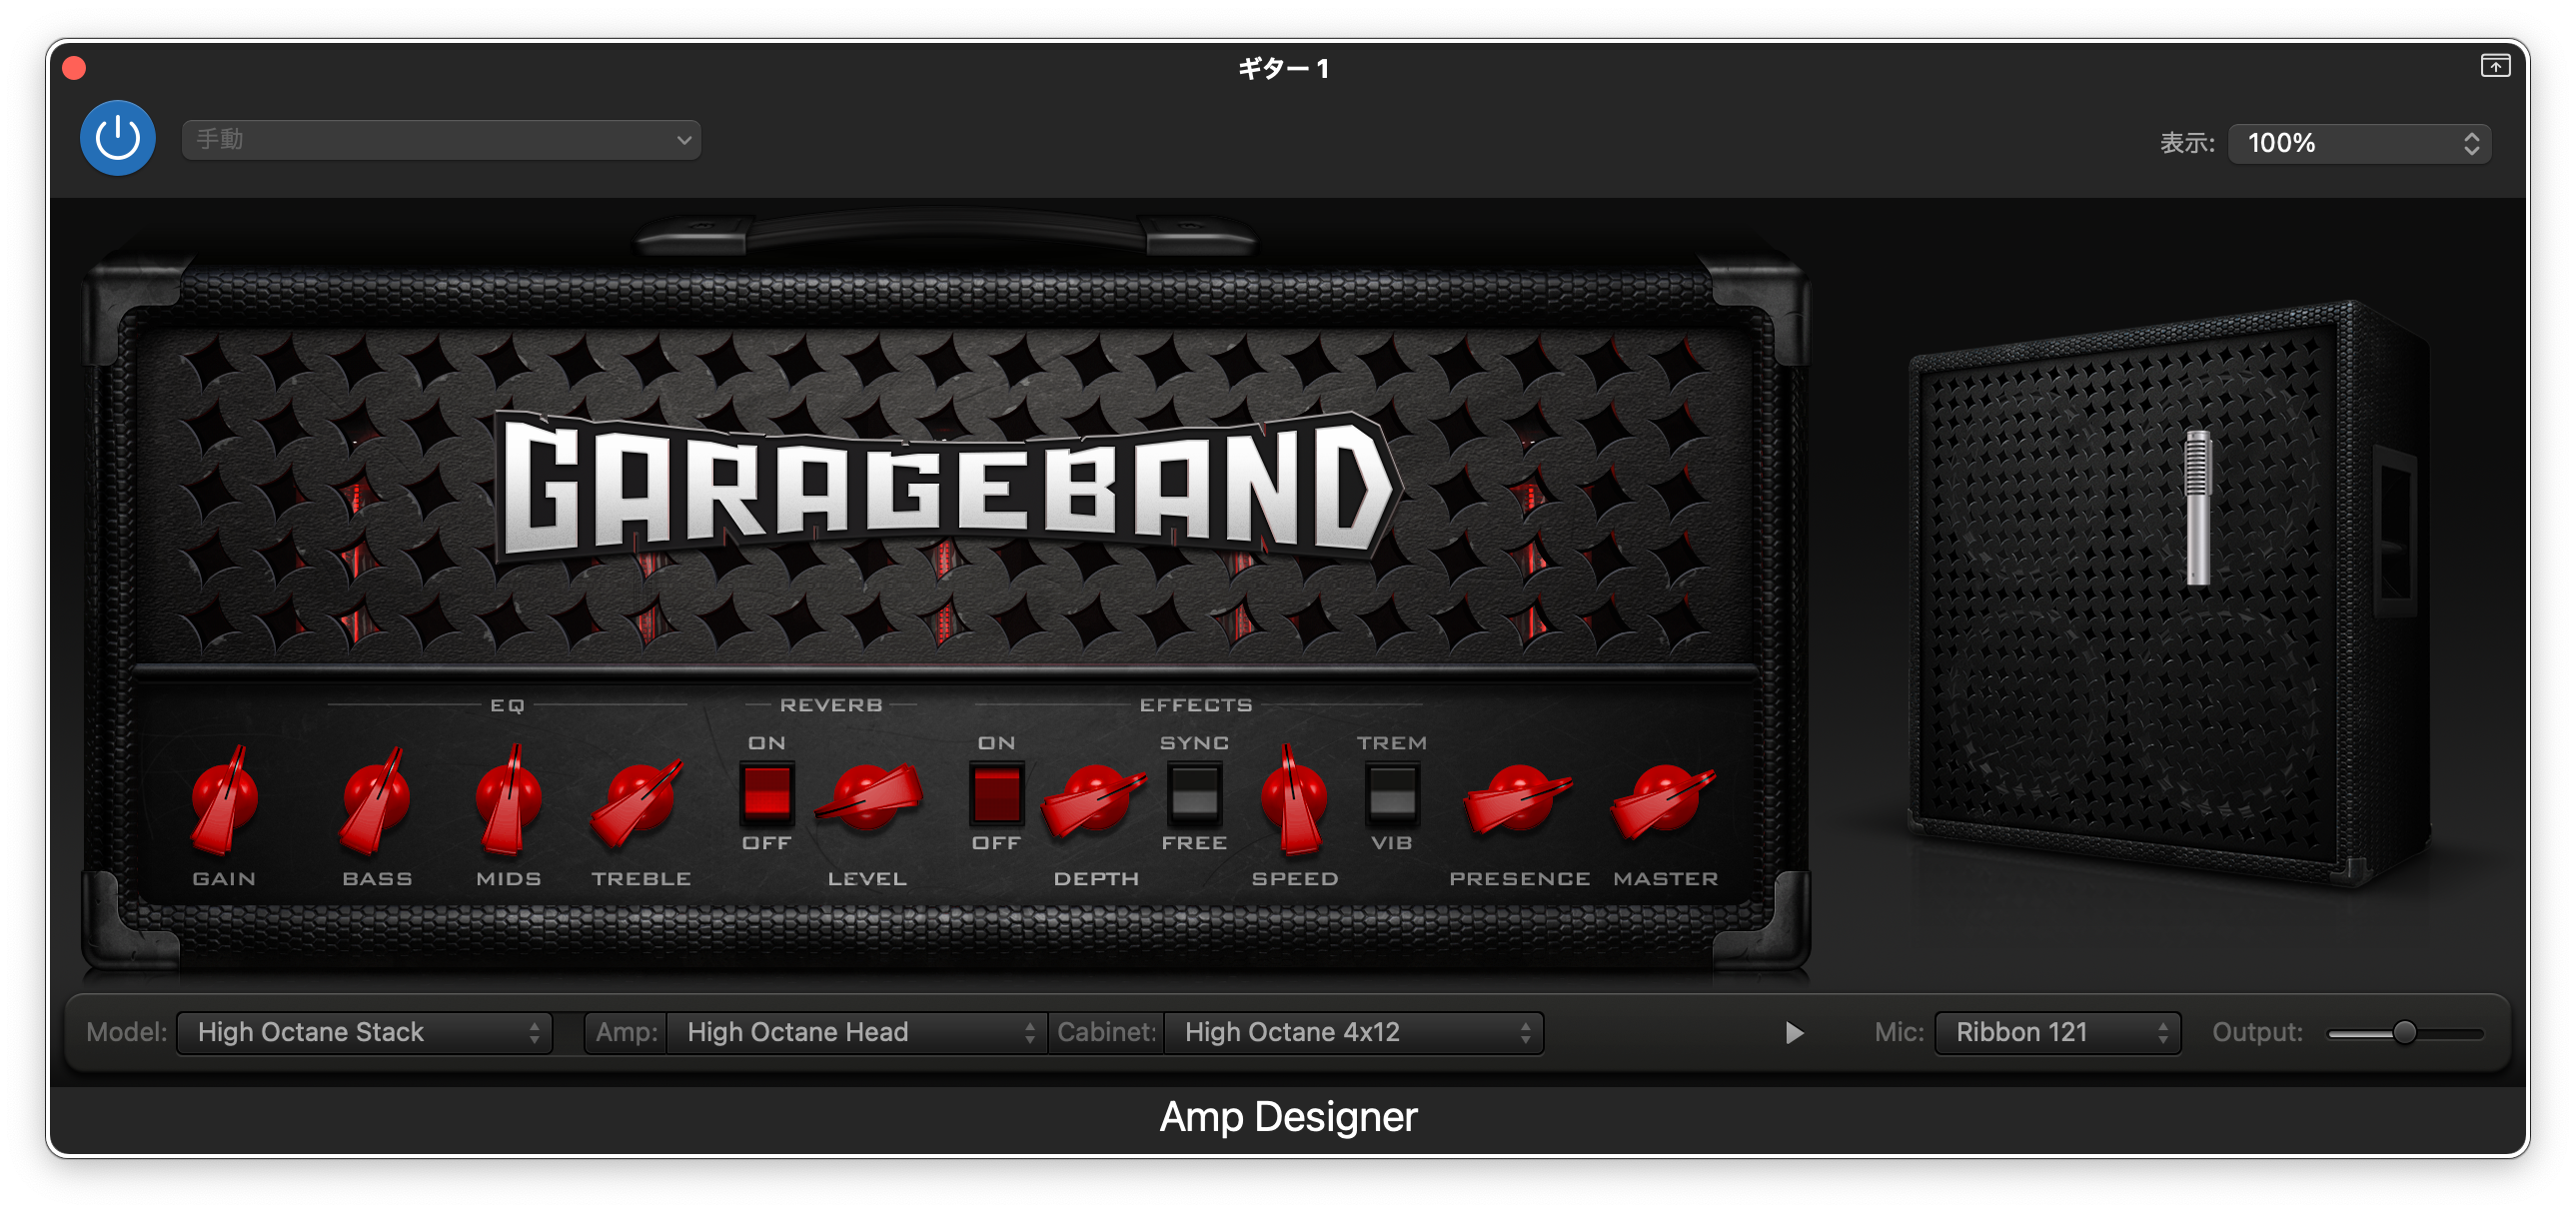 ギター 1
手動
表示: 100%
GARAGEBAND
EQ REVERB EFFECTS
ON ON SYNC TREM
OFF OFF FREE VIB
GAIN BASS MIDS TREBLE LEVEL DEPTH SPEED PRESENCE MASTER
Model: High Octane Stack Amp: High Octane Head Cabinet: High Octane 4x12 Mic: Ribbon 121 Output:
Amp Designer